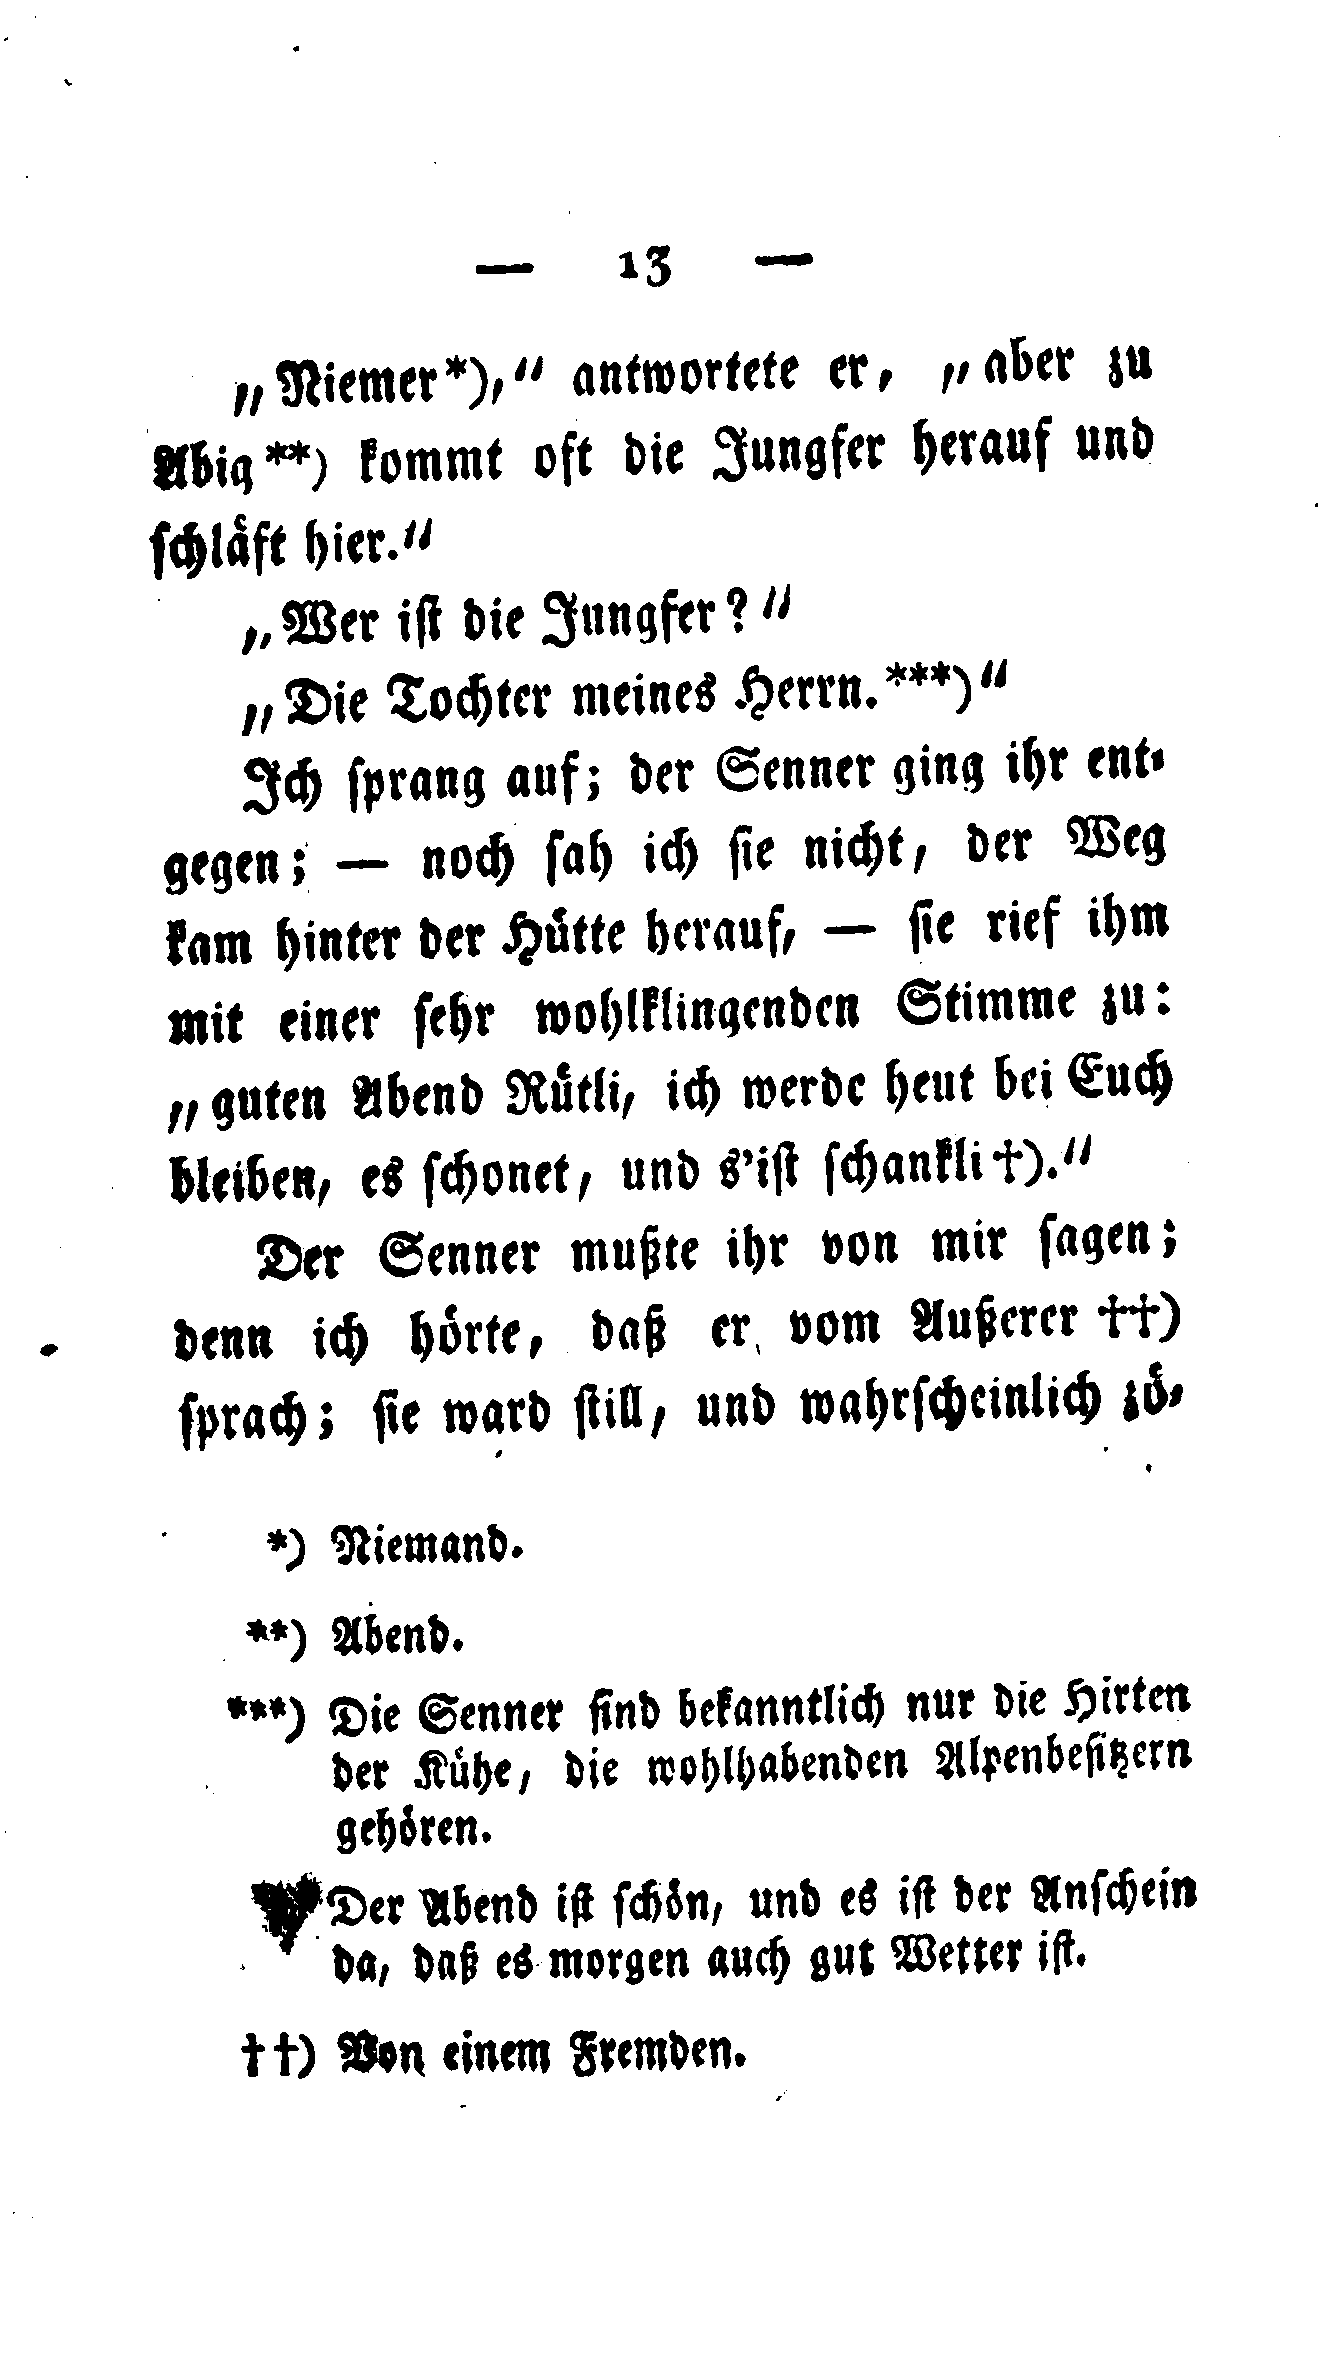 — 13 —
„Niemer*),“ antwortete er, „aber zu
Abig**) kommt oft die Jungfer herauf und
schläft hier.“
„Wer ist die Jungfer?“
„Die Tochter meines Herrn.***)“
Ich sprang auf; der Senner ging ihr ent-
gegen; — noch sah ich sie nicht, der Weg
kam hinter der Hütte herauf, — sie rief ihm
mit einer sehr wohlklingenden Stimme zu:
„guten Abend Rütli, ich werde heut bei Euch
bleiben, es schonet, und s'ist schankli†).“
Der Senner mußte ihr von mir sagen;
denn ich hörte, daß er vom Außerer ††)
sprach; sie ward still, und wahrscheinlich zö-
*) Niemand.
**) Abend.
***) Die Senner sind bekanntlich nur die Hirten
der Kühe, die wohlhabenden Alpenbesitzern
gehören.
Der Abend ist schön, und es ist der Anschein
da, daß es morgen auch gut Wetter ist.
††) Von einem Fremden.